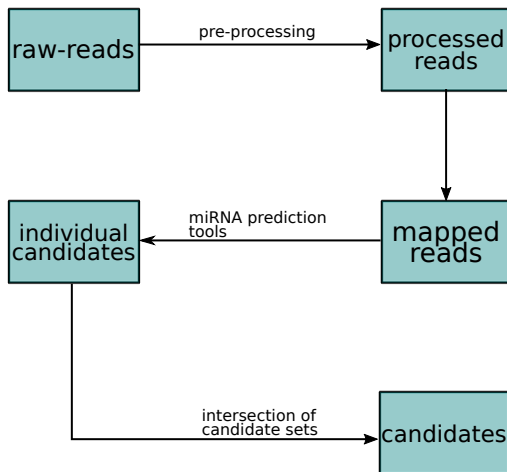 raw-reads
pre-processing
processed
reads
individual
candidates
miRNA prediction
tools
mapped
reads
intersection of
candidate sets
candidates